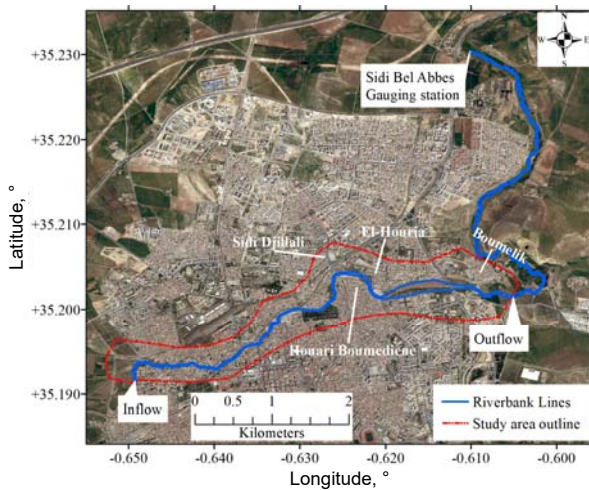 N
W E
S
+35.230
Sidi Bel Abbes
Gauging station
+35.220
+35.210
Latitude, °
El-Houria
Sidi Djillali
Boumelik
+35.200
Houari Boumediene
Outflow
+35.190
Inflow
0 0.5 1 2
Kilometers
Riverbank Lines
Study area outline
-0,650 -0,640 -0,630 -0,620 -0,610 -0,600
Longitude, °